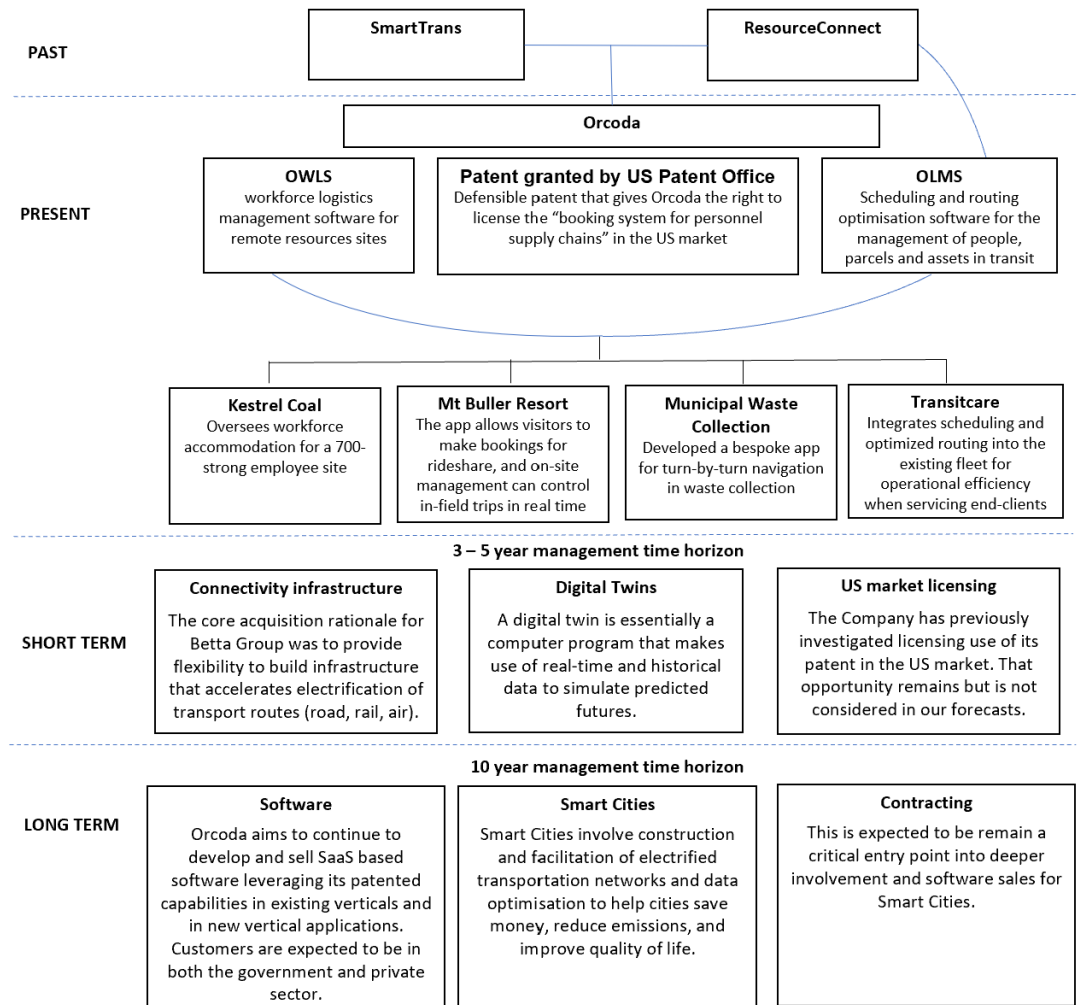 PAST
SmartTrans
ResourceConnect
PRESENT
Orcoda
OWLS
workforce logistics
management software for
remote resources sites
Patent granted by US Patent Office
Defensible patent that gives Orcoda the right to
license the “booking system for personnel
supply chains” in the US market
OLMS
Scheduling and routing
optimisation software for the
management of people,
parcels and assets in transit
Kestrel Coal
Oversees workforce
accommodation for a 700-
strong employee site
Mt Buller Resort
The app allows visitors to
make bookings for
rideshare, and on-site
management can control
in-field trips in real time
Municipal Waste
Collection
Developed a bespoke app
for turn-by-turn navigation
in waste collection
Transitcare
Integrates scheduling and
optimized routing into the
existing fleet for
operational efficiency
when servicing end-clients
3 – 5 year management time horizon
SHORT TERM
Connectivity infrastructure
The core acquisition rationale for
Betta Group was to provide
flexibility to build infrastructure
that accelerates electrification of
transport routes (road, rail, air).
Digital Twins
A digital twin is essentially a
computer program that makes
use of real-time and historical
data to simulate predicted
futures.
US market licensing
The Company has previously
investigated licensing use of its
patent in the US market. That
opportunity remains but is not
considered in our forecasts.
10 year management time horizon
LONG TERM
Software
Orcoda aims to continue to
develop and sell SaaS based
software leveraging its patented
capabilities in existing verticals and
in new vertical applications.
Customers are expected to be in
both the government and private
sector.
Smart Cities
Smart Cities involve construction
and facilitation of electrified
transportation networks and data
optimisation to help cities save
money, reduce emissions, and
improve quality of life.
Contracting
This is expected to be remain a
critical entry point into deeper
involvement and software sales for
Smart Cities.